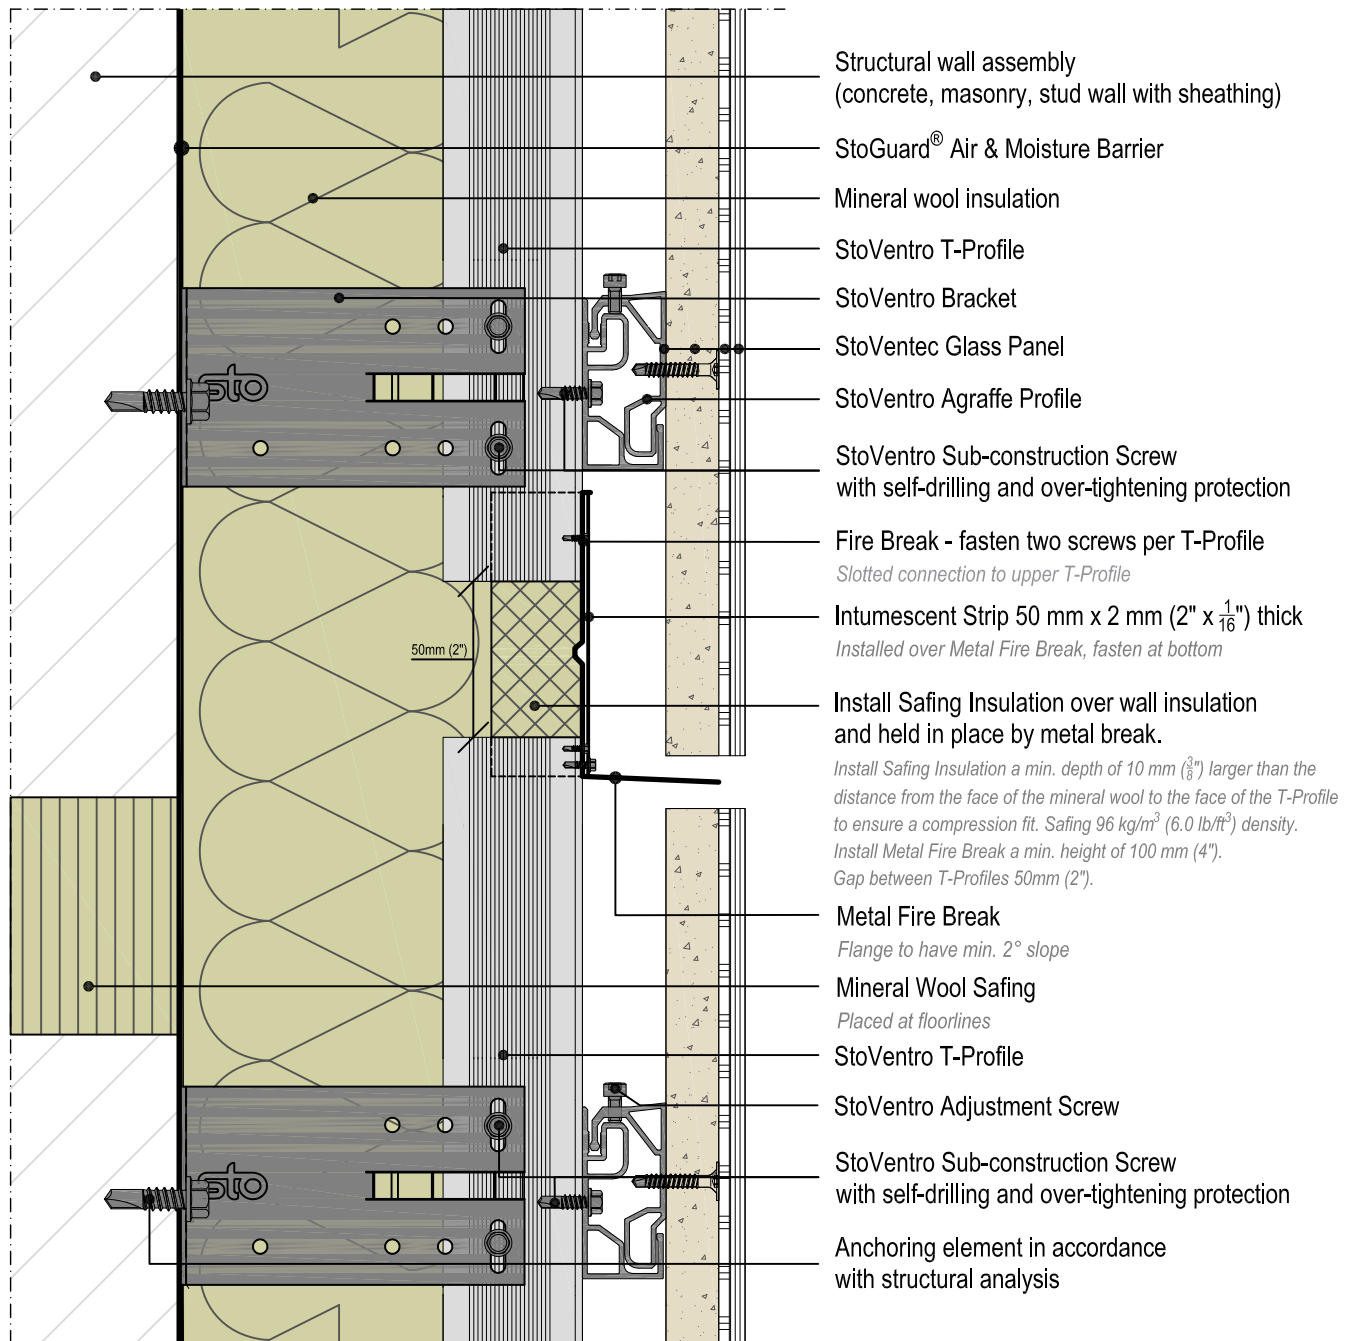 Structural wall assembly
(concrete, masonry, stud wall with sheathing)
StoGuard® Air & Moisture Barrier
Mineral wool insulation
StoVentro T-Profile
StoVentro Bracket
StoVentec Glass Panel
StoVentro Agraffe Profile
sto
StoVentro Sub-construction Screw
with self-drilling and over-tightening protection
Fire Break - fasten two screws per T-Profile
Slotted connection to upper T-Profile
Intumescent Strip 50 mm x 2 mm (2" x 1/16") thick
Installed over Metal Fire Break, fasten at bottom
50mm (2")
Install Safing Insulation over wall insulation
and held in place by metal break.
Install Safing Insulation a min. depth of 10 mm (3/8") larger than the
distance from the face of the mineral wool to the face of the T-Profile
to ensure a compression fit. Safing 96 kg/m³ (6.0 lb/ft³) density.
Install Metal Fire Break a min. height of 100 mm (4").
Gap between T-Profiles 50mm (2").
Metal Fire Break
Flange to have min. 2° slope
Mineral Wool Safing
Placed at floorlines
StoVentro T-Profile
StoVentro Adjustment Screw
StoVentro Sub-construction Screw
with self-drilling and over-tightening protection
sto
Anchoring element in accordance
with structural analysis